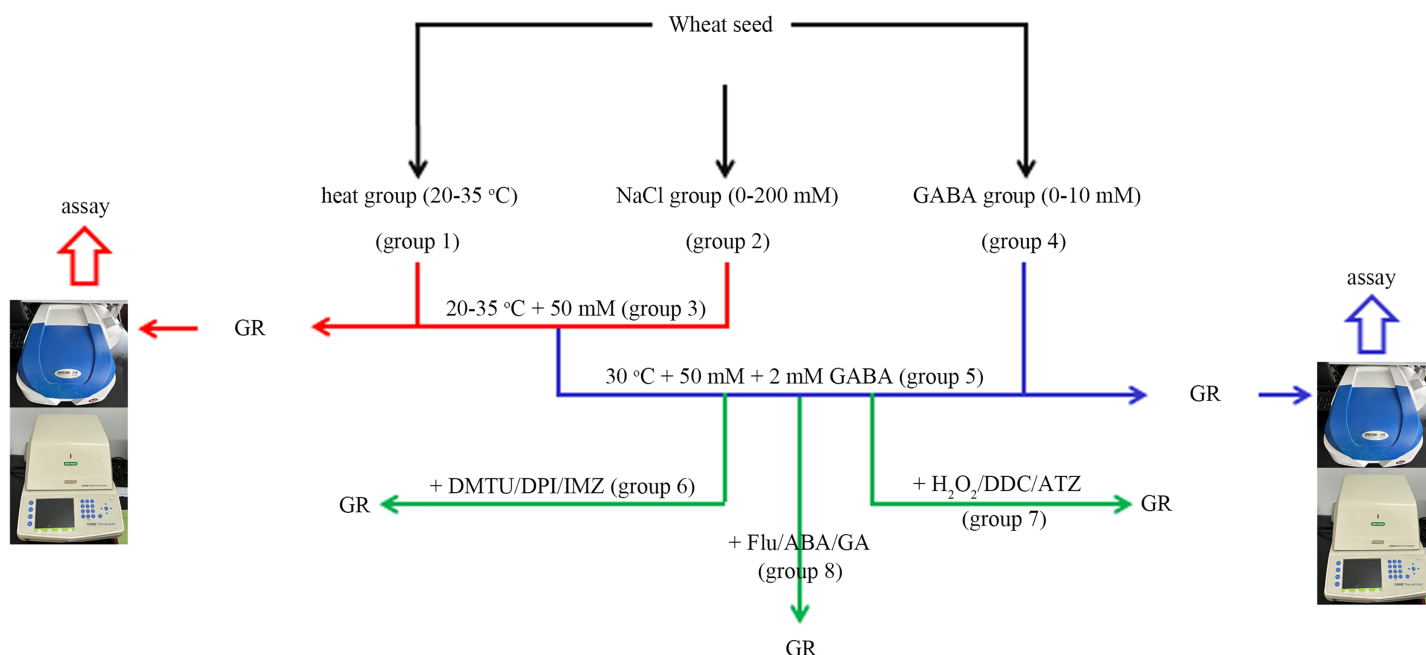 Wheat seed
heat group (20-35 °C)
NaCl group (0-200 mM)
GABA group (0-10 mM)
assay
(group 1)
(group 2)
(group 4)
assay
20-35 °C + 50 mM (group 3)
GR
30 °C + 50 mM + 2 mM GABA (group 5)
GR
+ DMTU/DPI/IMZ (group 6)
+ H₂O₂/DDC/ATZ
GR
GR
(group 7)
+ Flu/ABA/GA
(group 8)
GR